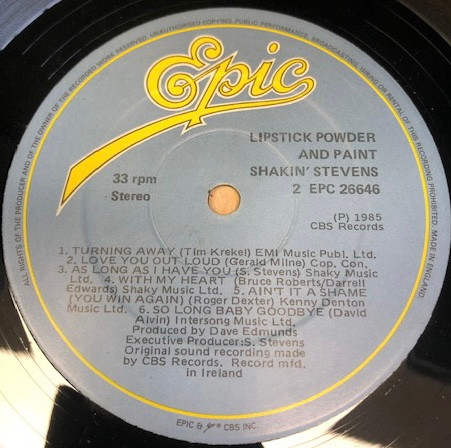 ALL RIGHTS OF THE PRODUCER AND OF THE OWNER OF THE RECORDED WORK RESERVED. UNAUTHORISED COPYING, PUBLIC PERFORMANCE, BROADCASTING, HIRING OR RENTAL OF THIS RECORDING PROHIBITED. MADE IN ENGLAND
Epic
LIPSTICK POWDER
AND PAINT
33 rpm SHAKIN' STEVENS
Stereo 2 EPC 26646
(P) 1985
CBS Records
1. TURNING AWAY (Tim Krekel) EMI Music Publ. Ltd.
2. LOVE YOU OUT LOUD (Gerald Milne) Cop. Con.
3. AS LONG AS I HAVE YOU (S. Stevens) Shaky Music
Ltd. 4. WITH MY HEART (Bruce Roberts/Darrell
Edwards) Shaky Music Ltd. 5. AIN'T IT A SHAME
(YOU WIN AGAIN) (Roger Dexter) Kenny Denton
Music Ltd. 6. SO LONG BABY GOODBYE (David
Alvin) Intersong Music Ltd.
Produced by Dave Edmunds
Executive Producer:S. Stevens
Original sound recording made
by CBS Records. Record mfd.
in Ireland
EPIC & ® CBS INC.